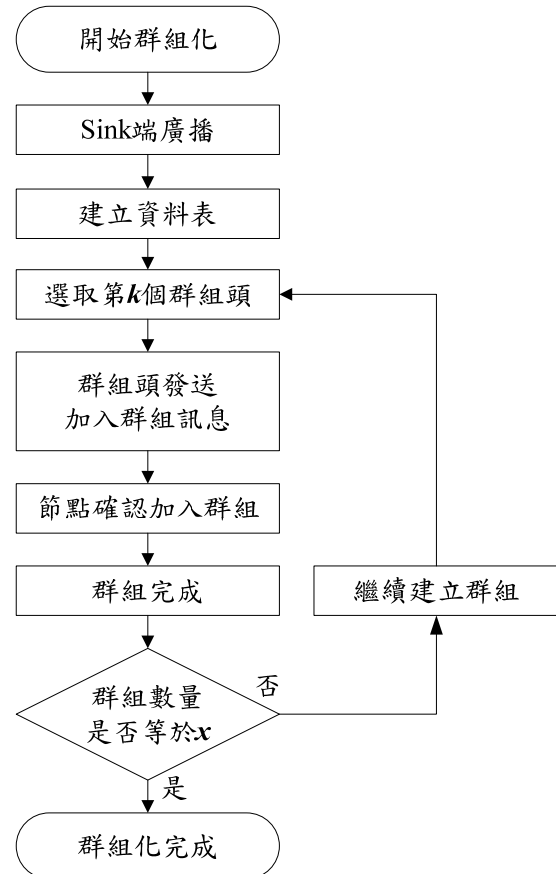 開始群組化
Sink端廣播
建立資料表
選取第k個群組頭
群組頭發送
加入群組訊息
節點確認加入群組
群組完成
繼續建立群組
群組數量
是否等於x
否
是
群組化完成